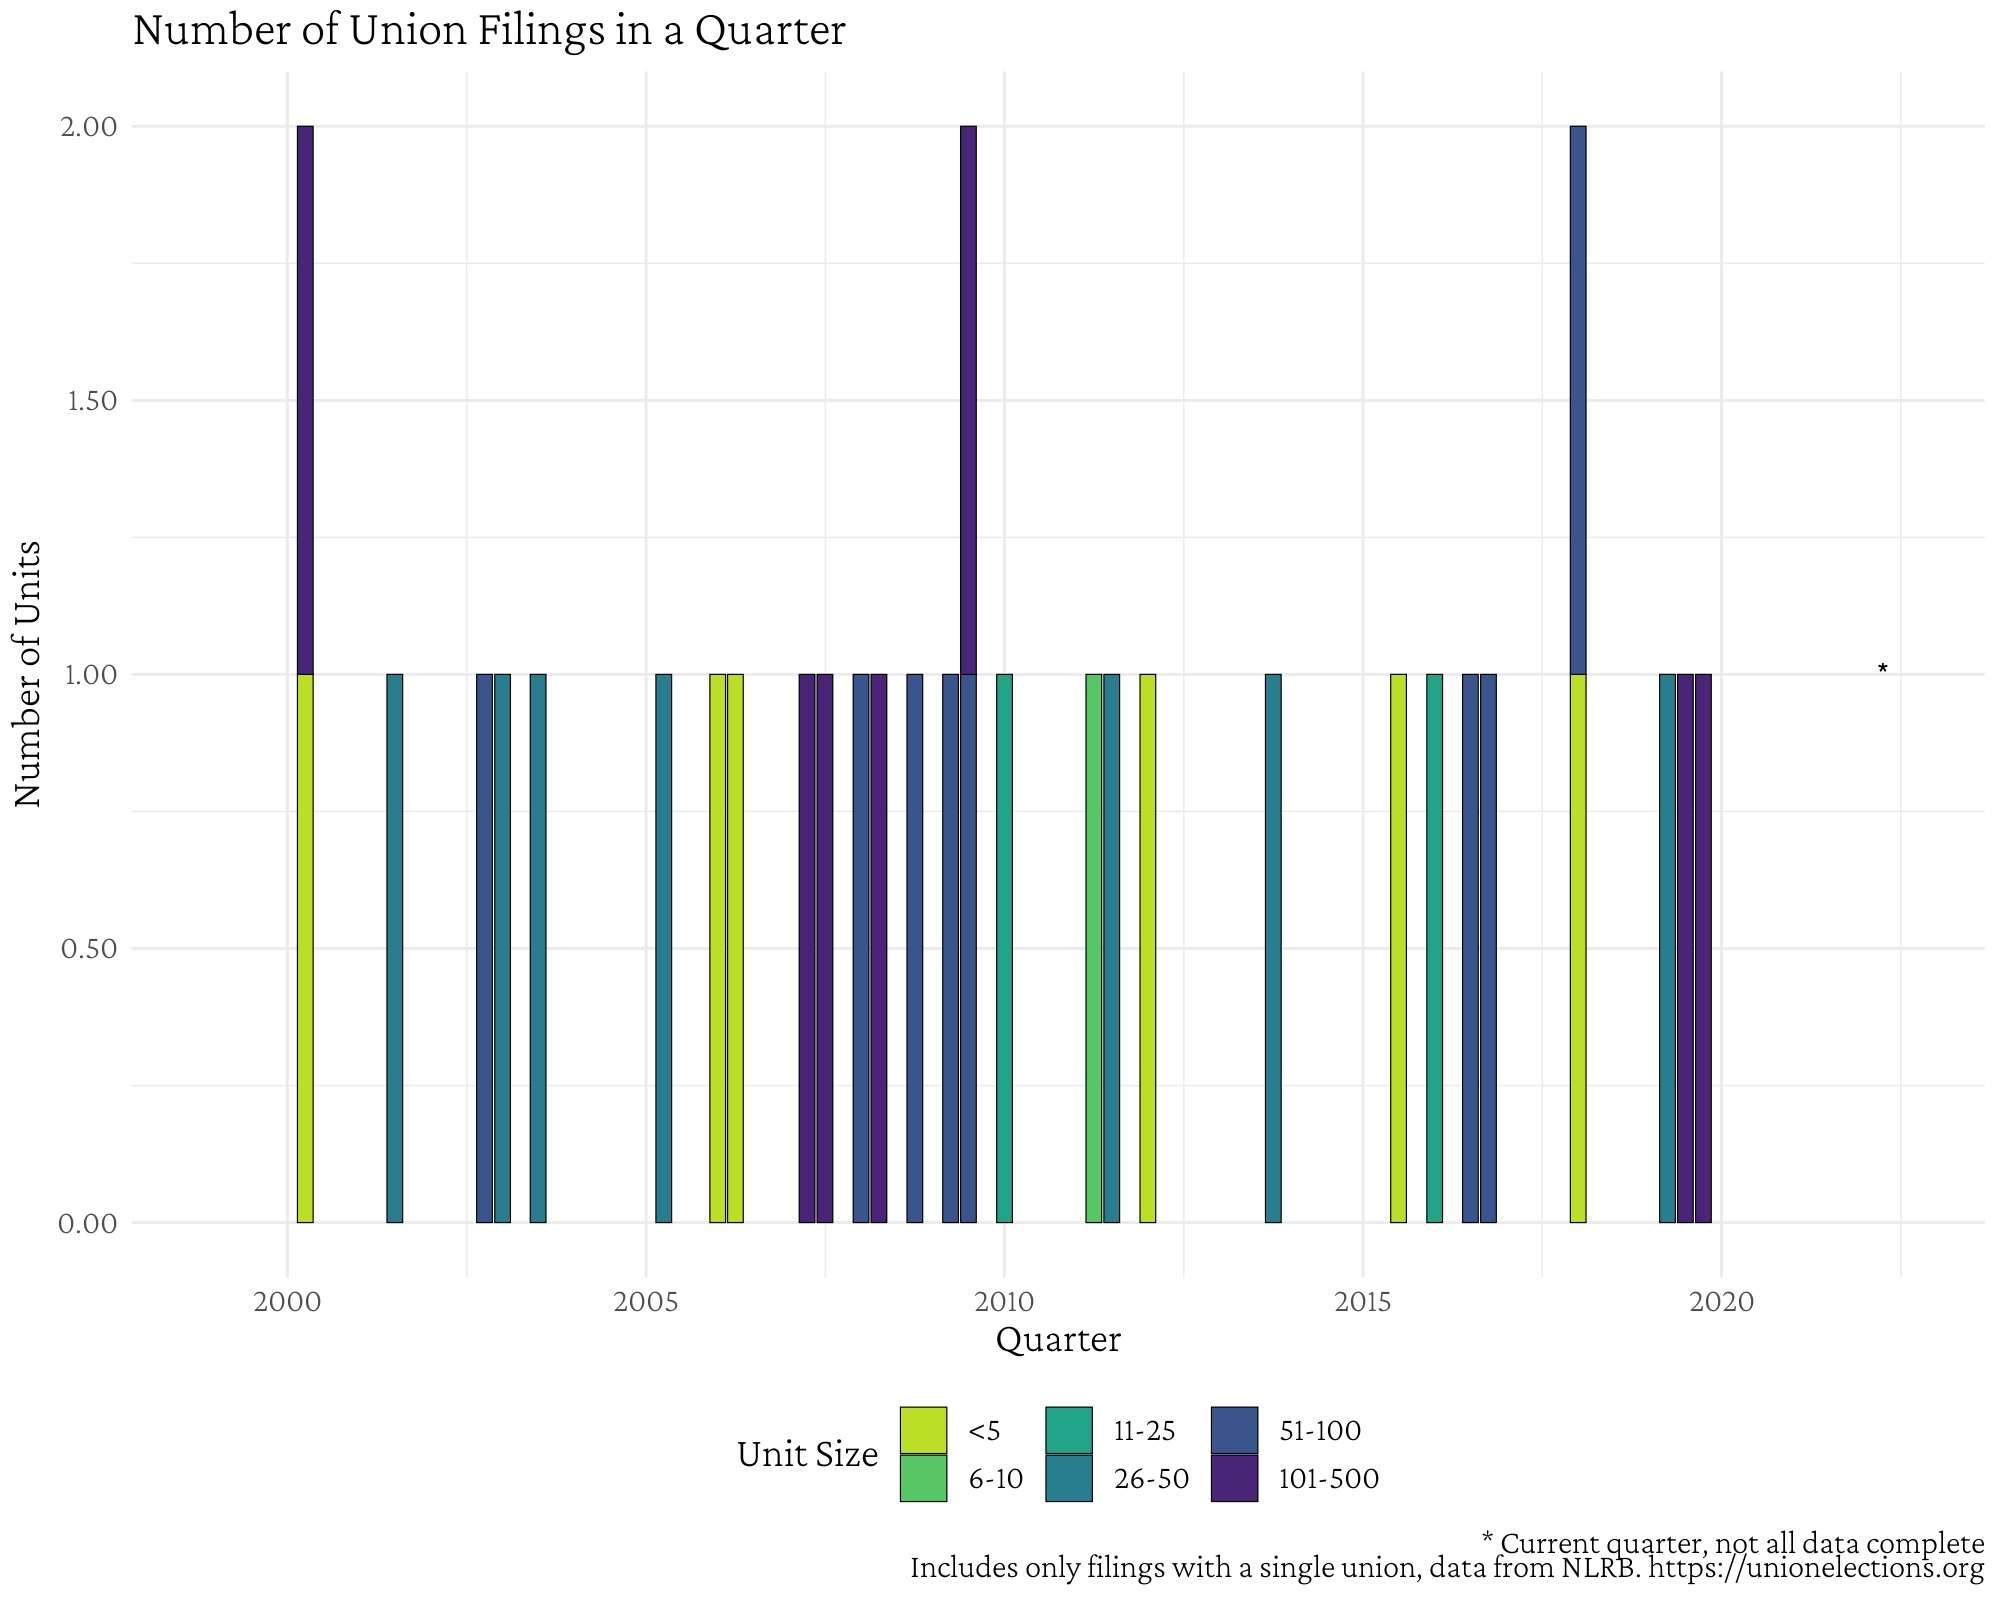 Number of Union Filings in a Quarter
2.00
1.50
1.00
0.50
0.00
Number of Units
*
2000 2005 2010 2015 2020
Quarter
Unit Size
<5 11-25 51-100
6-10 26-50 101-500
* Current quarter, not all data complete
Includes only filings with a single union, data from NLRB. https://unionelections.org